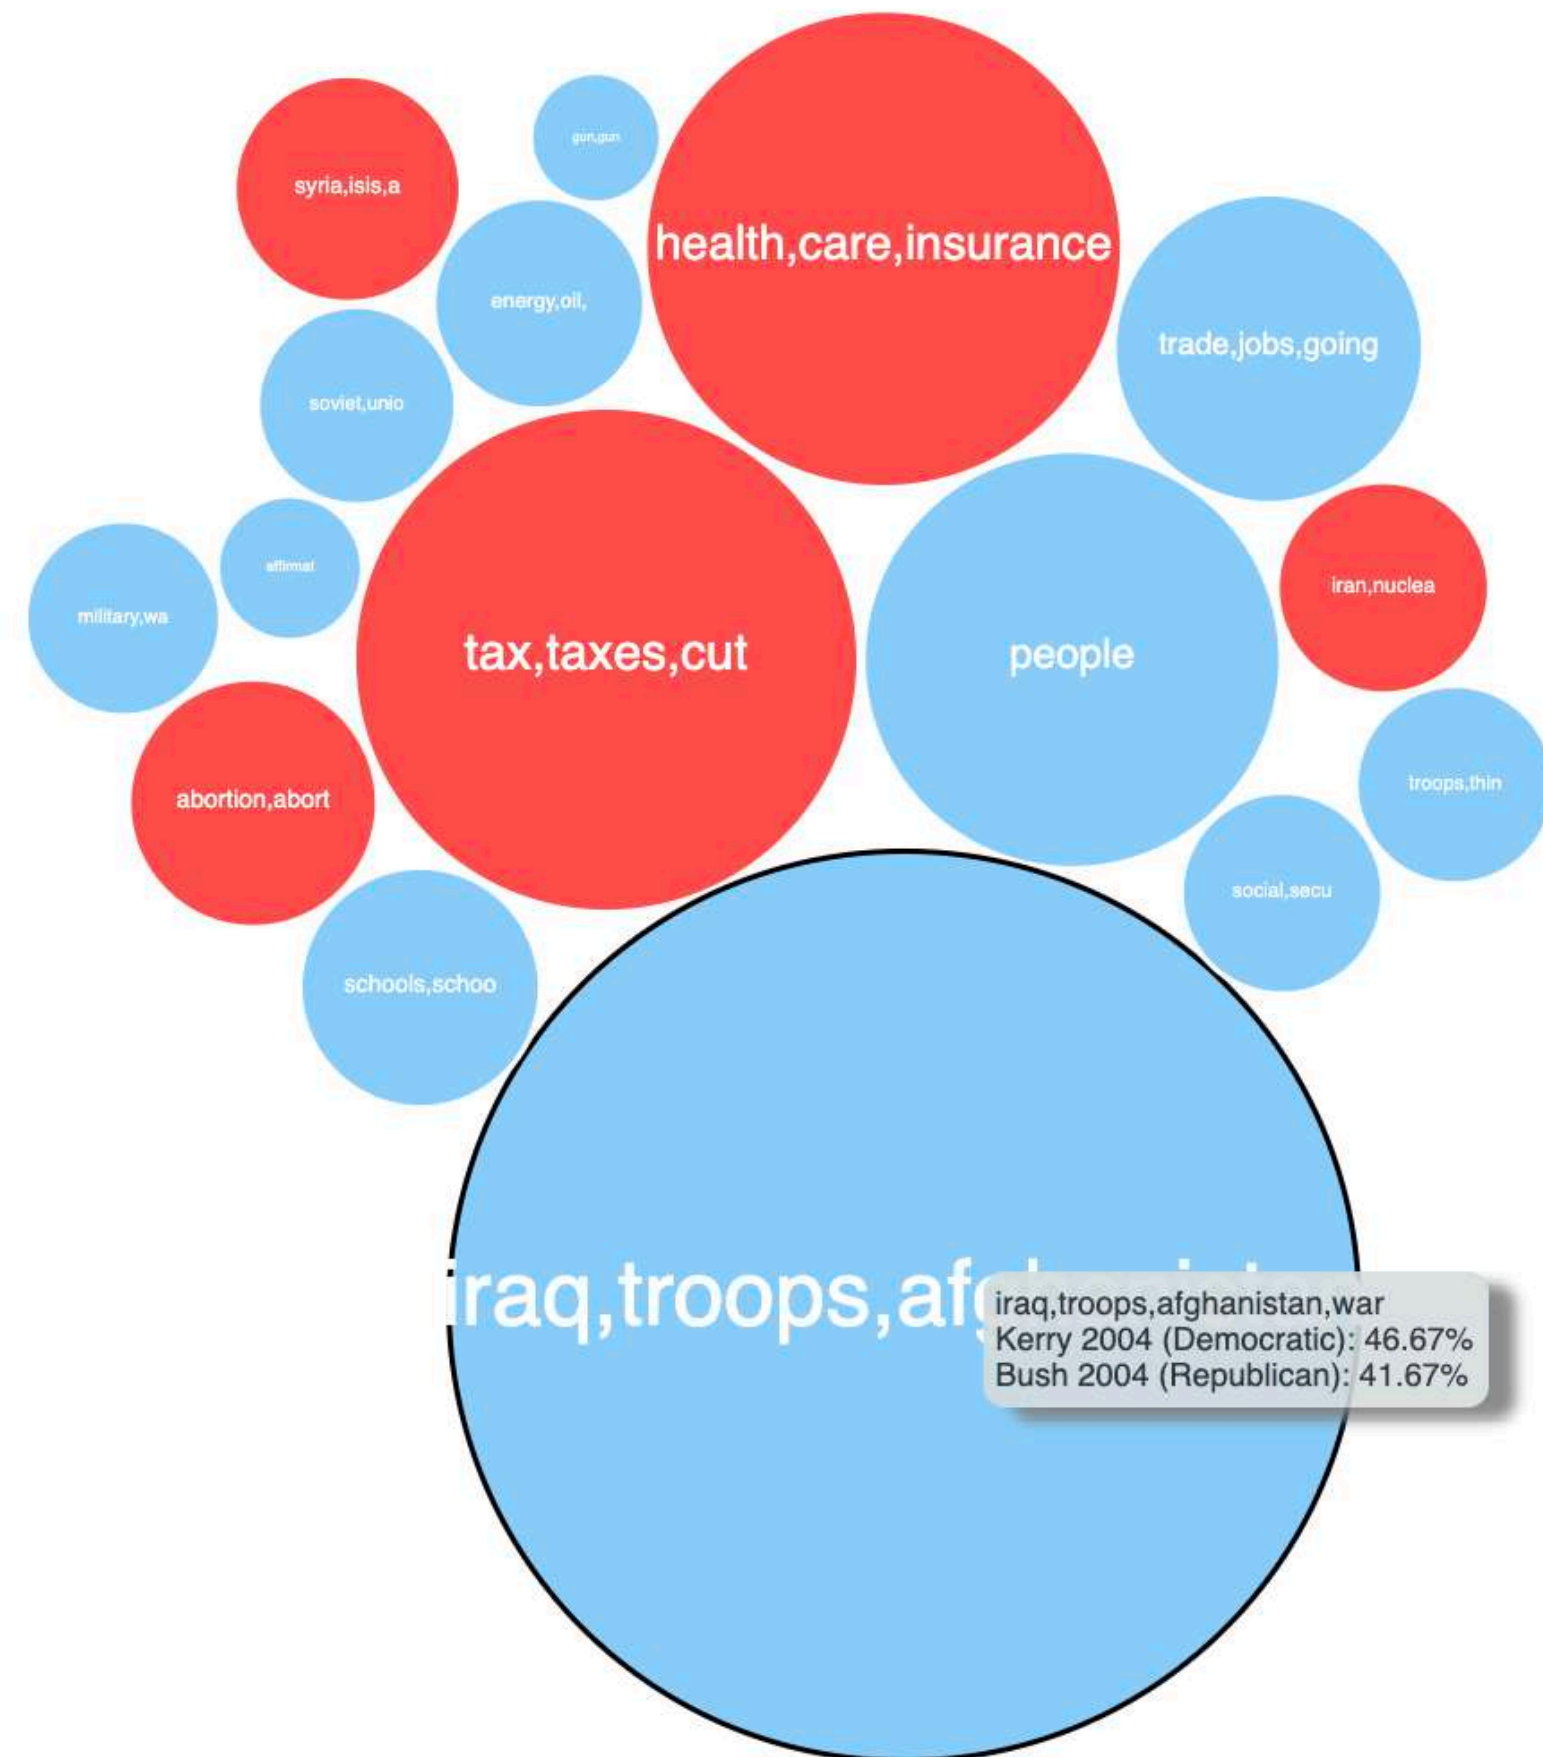 gun,gun
syria,isis,a
health,care,insurance
energy,oil,
trade,jobs,going
soviet,unio
affirmat
iran,nuclea
military,wa
tax,taxes,cut
people
troops,thin
abortion,abort
social,secu
schools,schoo
iraq,troops,af
iraq,troops,afghanistan,war
Kerry 2004 (Democratic): 46.67%
Bush 2004 (Republican): 41.67%